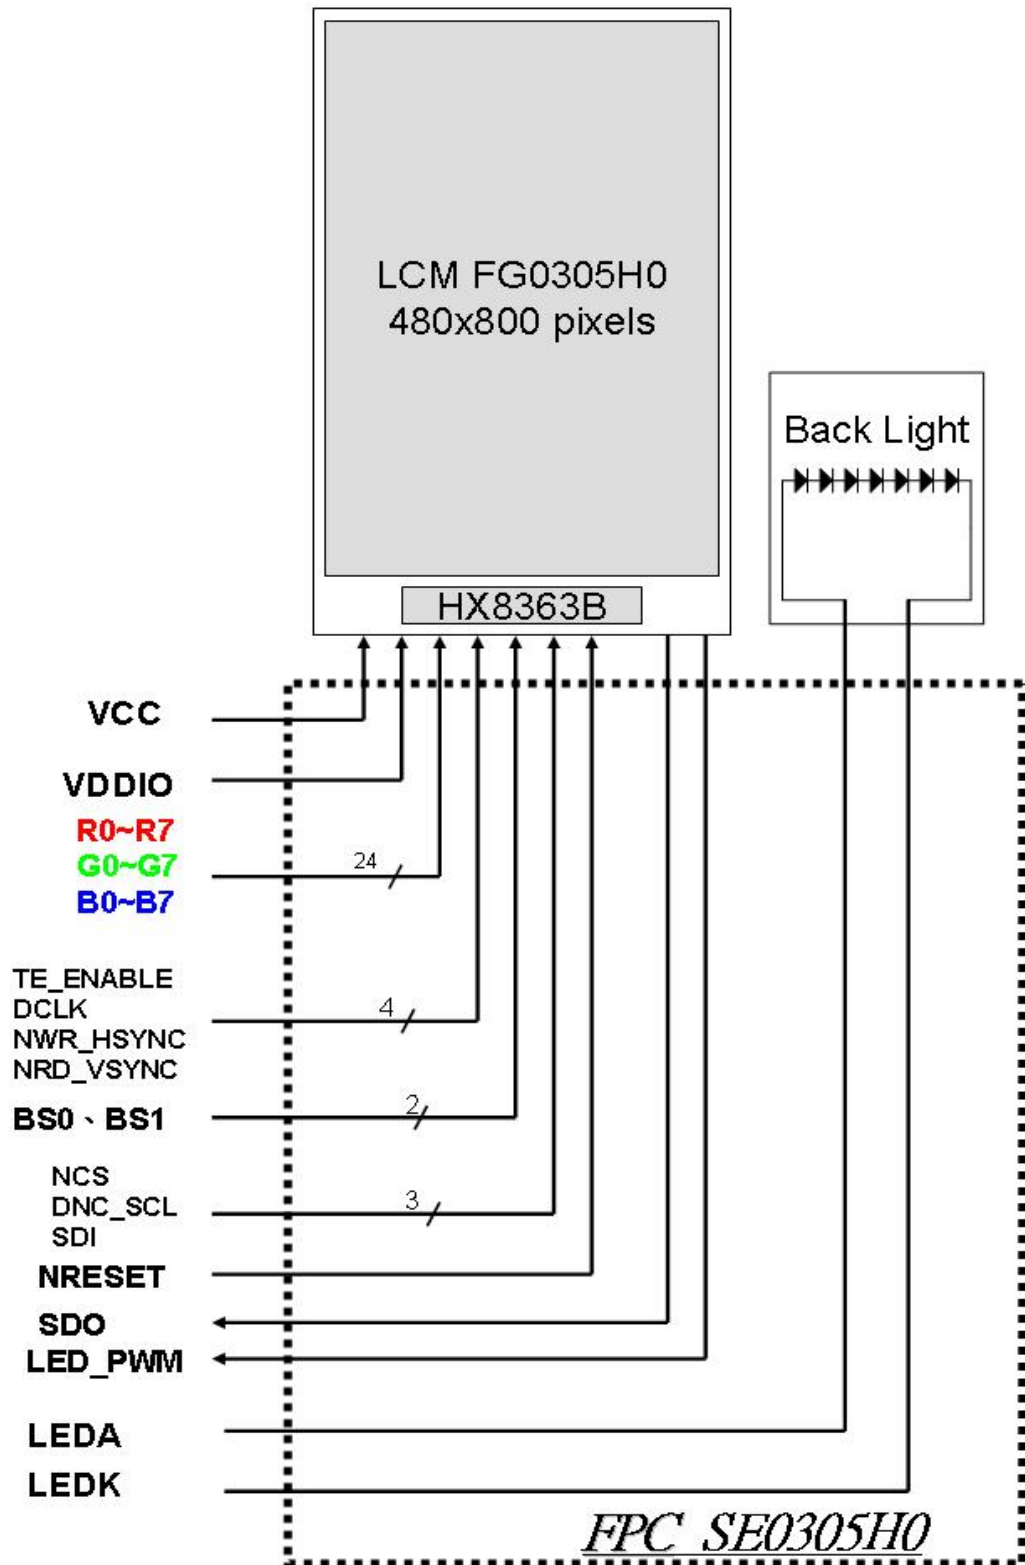 LCM FG0305H0
480x800 pixels
Back Light
HX8363B
VCC
VDDIO
R0~R7
G0~G7
B0~B7
24
TE_ENABLE
DCLK
NWR_HSYNC
NRD_VSYNC
4
BS0、BS1
2
NCS
DNC_SCL
SDI
3
NRESET
SDO
LED_PWM
LEDA
LEDK
FPC SE0305H0